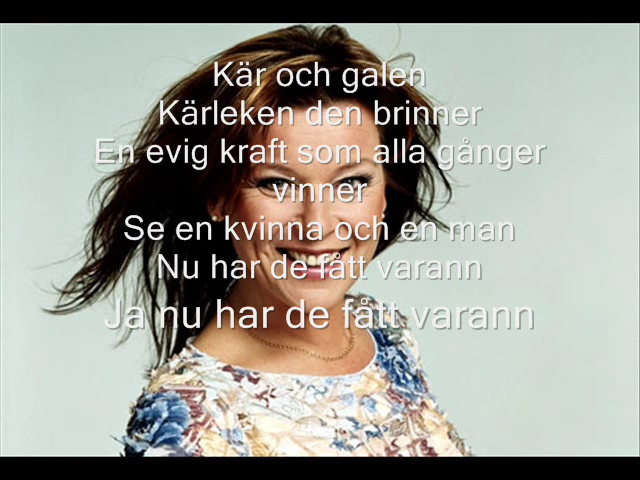 Kär och galen
Kärleken den brinner
En evig kraft som alla gånger
vinner
Se en kvinna och en man
Nu har de fått varann
Ja nu har de fått varann